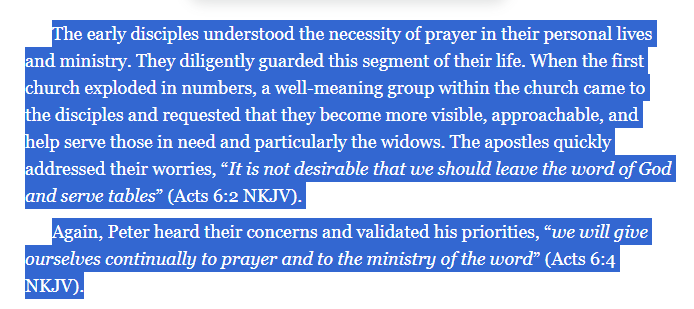 The early disciples understood the necessity of prayer in their personal lives
and ministry. They diligently guarded this segment of their life. When the first
church exploded in numbers, a well-meaning group within the church came to
the disciples and requested that they become more visible, approachable, and
help serve those in need and particularly the widows. The apostles quickly
addressed their worries, “It is not desirable that we should leave the word of God
and serve tables” (Acts 6:2 NKJV).
Again, Peter heard their concerns and validated his priorities, “we will give
ourselves continually to prayer and to the ministry of the word” (Acts 6:4
NKJV).